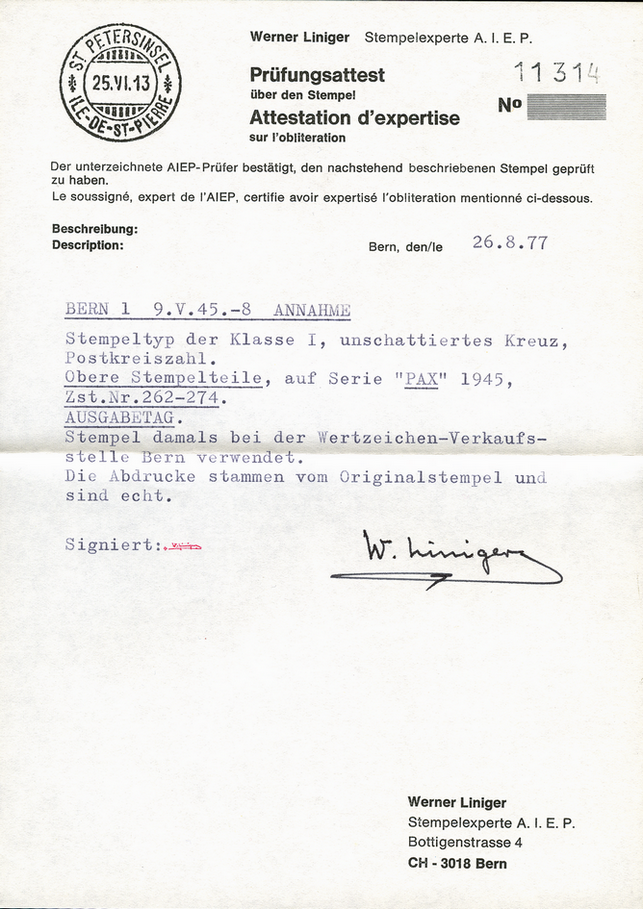 ST PETERSINSEL
25.VI.13
ILE-DE-ST-PIERRE
Werner Liniger Stempelexperte A. I. E. P.
Prüfungsattest
über den Stempel
Attestation d'expertise
sur l'obliteration
11314
No
Der unterzeichnete AIEP-Prüfer bestätigt, den nachstehend beschriebenen Stempel geprüft
zu haben.
Le soussigné, expert de l'AIEP, certifie avoir expertisé l'obliteration mentionné ci-dessous.
Beschreibung:
Description:
Bern, den/le 26.8.77
BERN 1 9.V.45.-8 ANNAHME
Stempeltyp der Klasse I, unschattiertes Kreuz,
Postkreiszahl.
Obere Stempelteile, auf Serie "PAX" 1945,
Zst.Nr.262-274.
AUSGABETAG.
Stempel damals bei der Wertzeichen-Verkaufs-
stelle Bern verwendet.
Die Abdrucke stammen vom Originalstempel und
sind echt.
Signiert:
W. Liniger
Werner Liniger
Stempelexperte A. I. E. P.
Bottigenstrasse 4
CH - 3018 Bern